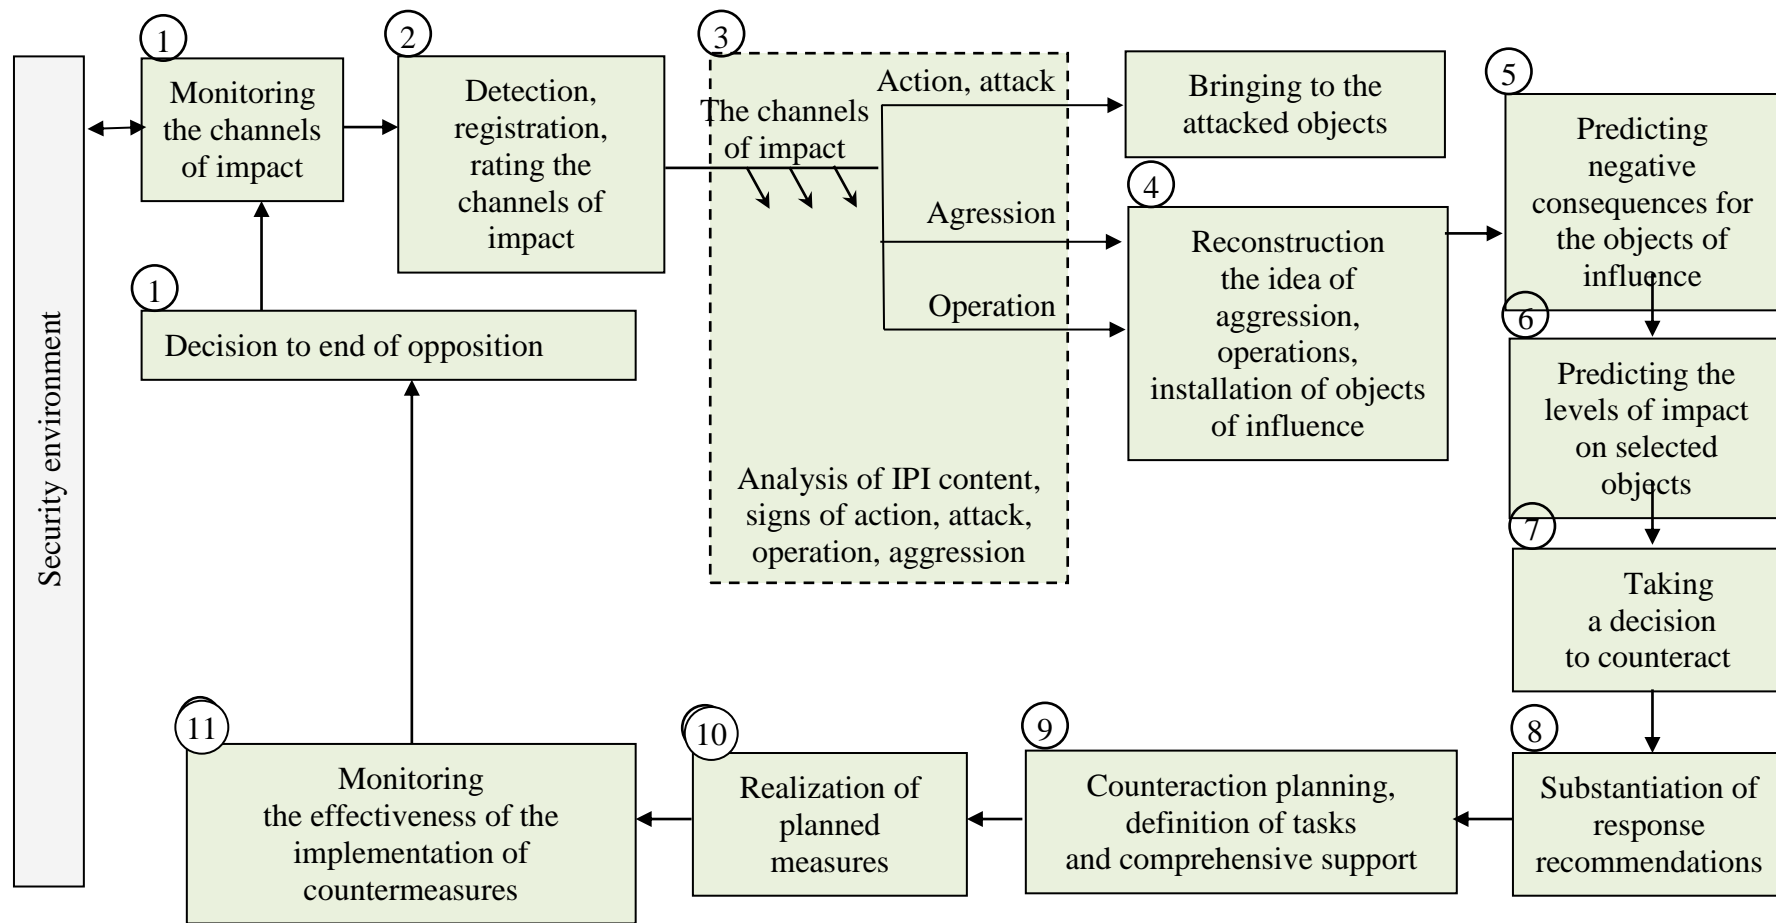 Security environment
1
Monitoring
the channels
of impact
2
Detection,
registration,
rating the
channels of
impact
3
The channels
of impact
Action, attack
Agression
Operation
Analysis of IPI content,
signs of action, attack,
operation, aggression
Bringing to the
attacked objects
4
Reconstruction
the idea of
aggression,
operations,
installation of objects
of influence
5
Predicting
negative
consequences for
the objects of
influence
6
Predicting the
levels of impact
on selected
objects
7
Taking
a decision
to counteract
8
Substantiation of
response
recommendations
9
Counteraction planning,
definition of tasks
and comprehensive support
10
Realization of
planned
measures
11
Monitoring
the effectiveness of the
implementation of
countermeasures
1
Decision to end of opposition